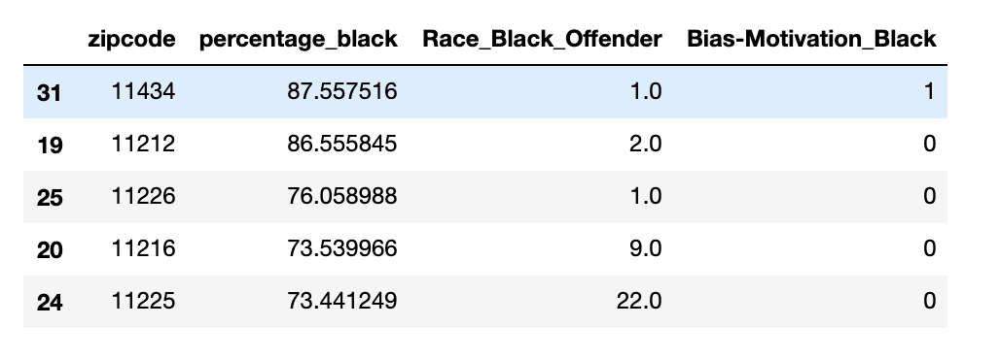 zipcode percentage_black Race_Black_Offender Bias-Motivation_Black
31 11434 87.557516 1.0 1
19 11212 86.555845 2.0 0
25 11226 76.058988 1.0 0
20 11216 73.539966 9.0 0
24 11225 73.441249 22.0 0